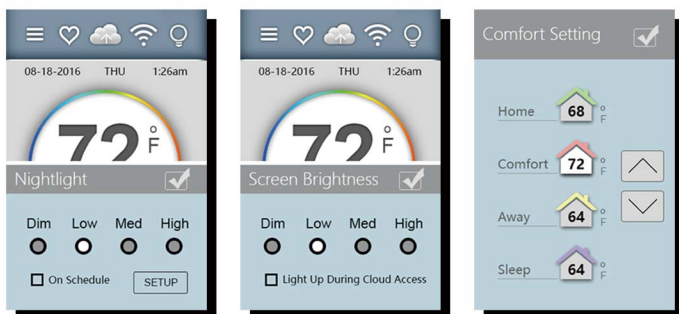 08-18-2016 THU 1:26am
72 °F
Nightlight
Dim Low Med High
On Schedule SETUP
08-18-2016 THU 1:26am
72 °F
Screen Brightness
Dim Low Med High
Light Up During Cloud Access
Comfort Setting
Home 68 °F
Comfort 72 °F
Away 64 °F
Sleep 64 °F